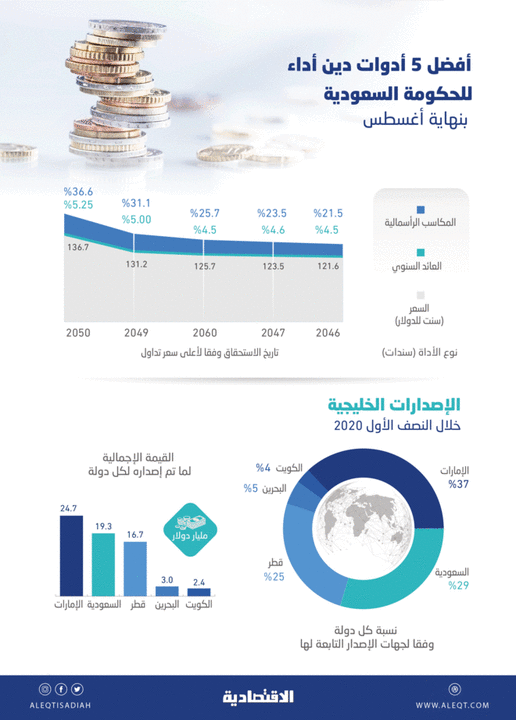 أفضل 5 أدوات دين أداء
للحكومة السعودية
بنهاية أغسطس
%36.6 %31.1 %25.7 %23.5 %21.5
%5.25 %5.00 %4.5 %4.6 %4.5
136.7 131.2 125.7 123.5 121.6
2050 2049 2060 2047 2046
تاريخ الاستحقاق وفقا لأعلى سعر تداول
المكاسب الرأسمالية
العائد السنوي
السعر
(سنت للدولار)
نوع الأداة (سندات)
الإصدارات الخليجية
خلال النصف الأول 2020
الإمارات
%37
السعودية
%29
قطر
%25
البحرين %5
الكويت %4
نسبة كل دولة
وفقا لجهات الإصدار التابعة لها
القيمة الإجمالية
لما تم إصداره لكل دولة
مليار دولار
24.7 19.3 16.7 3.0 2.4
الإمارات السعودية قطر البحرين الكويت
ALEQTISADIAH
الاقتصادية
WWW.ALEQT.COM